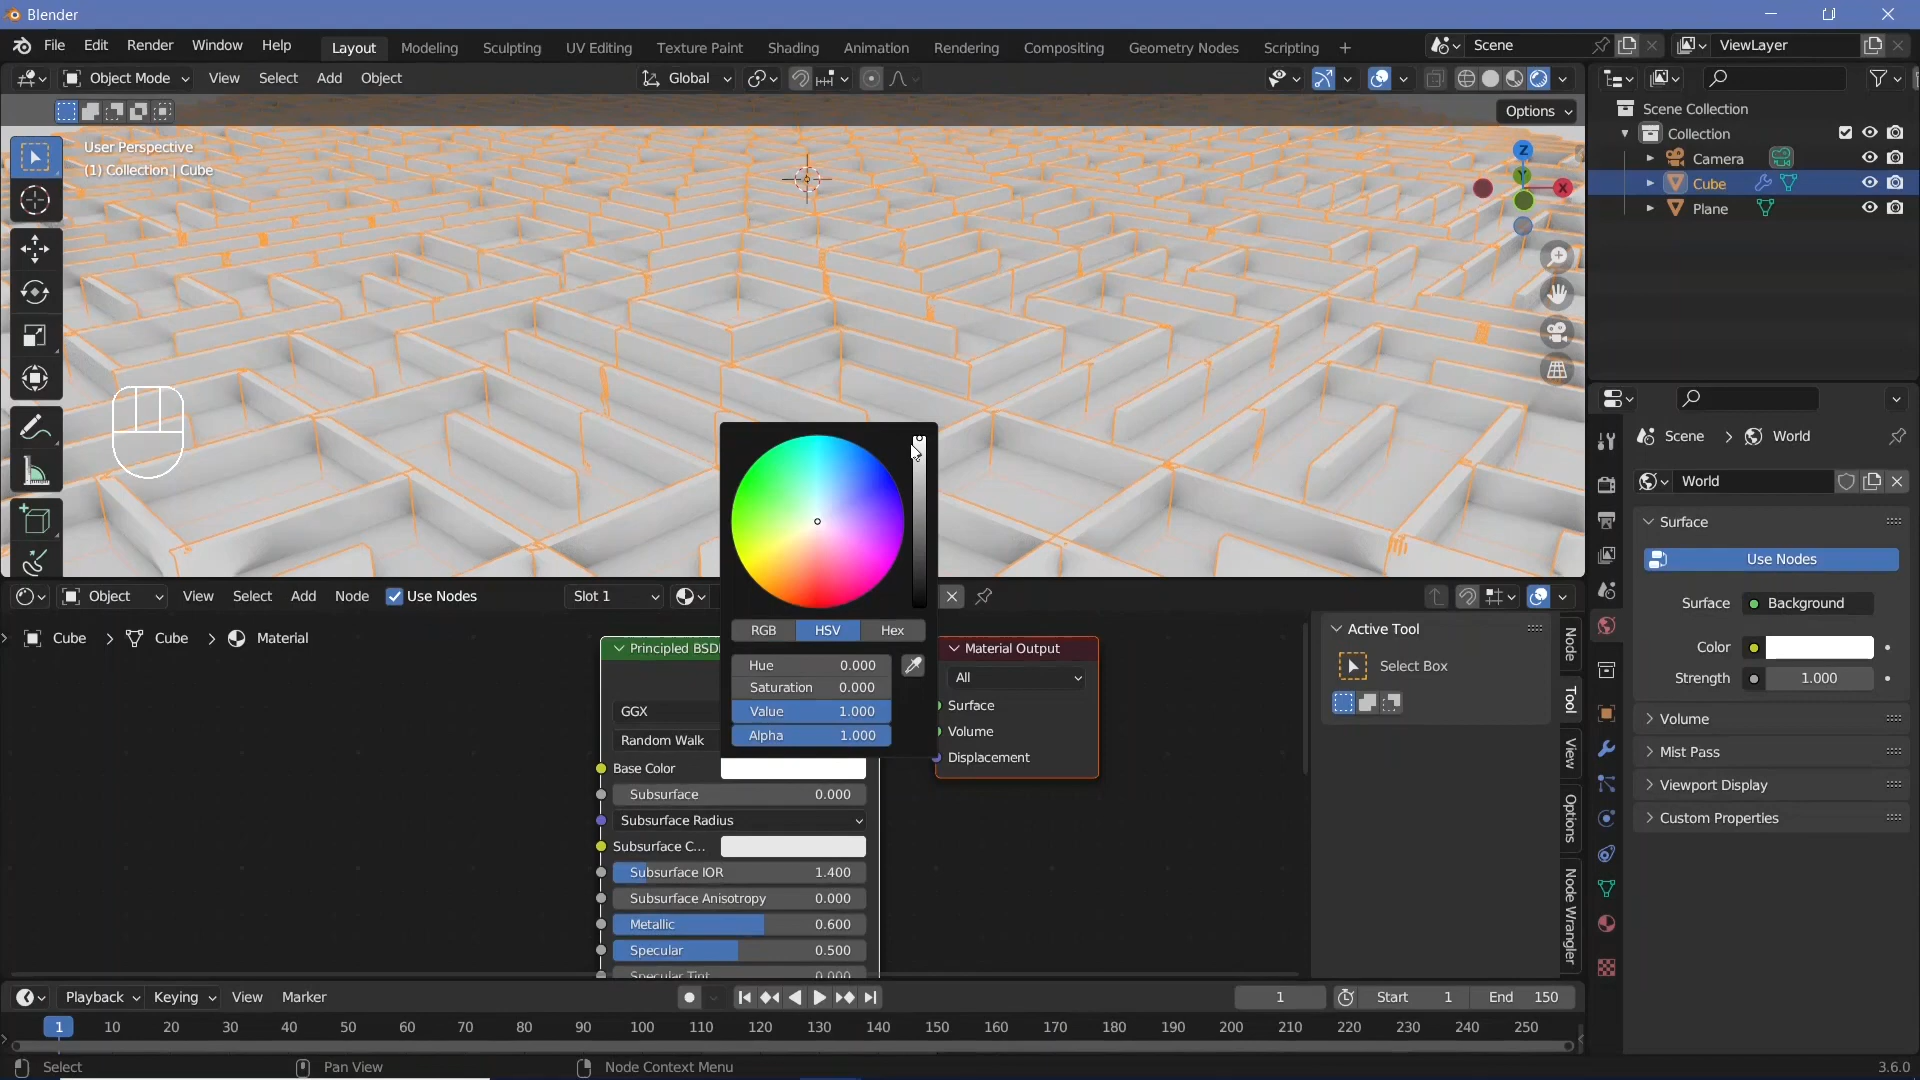 Blender
File Edit Render Window Help Layout Modeling Sculpting UV Editing Texture Paint Shading Animation Rendering Compositing Geometry Nodes Scripting Scene ViewLayer
Object Mode View Select Add Object Global
Options
User Perspective
(1) Collection | Cube
Z
Y
X
Scene Collection
Collection
Camera
Cube
Plane
Scene World
World
Surface
Use Nodes
Surface Background
Color
Strength 1.000
Volume
Mist Pass
Viewport Display
Custom Properties
RGB HSV Hex
Hue 0.000
Saturation 0.000
Value 1.000
Alpha 1.000
Object View Select Add Node Use Nodes Slot 1
Cube Cube Material
Principled BSD
GGX
Random Walk
Base Color
Subsurface 0.000
Subsurface Radius
Subsurface C...
Subsurface IOR 1.400
Subsurface Anisotropy 0.000
Metallic 0.600
Specular 0.500
Specular Tint 0.000
Material Output
All
Surface
Volume
Displacement
Active Tool
Select Box
Node
Tool
View
Options
Node Wrangler
Playback Keying View Marker 1 Start 1 End 150
1 10 20 30 40 50 60 70 80 90 100 110 120 130 140 150 160 170 180 190 200 210 220 230 240 250
Select Pan View Node Context Menu 3.6.0